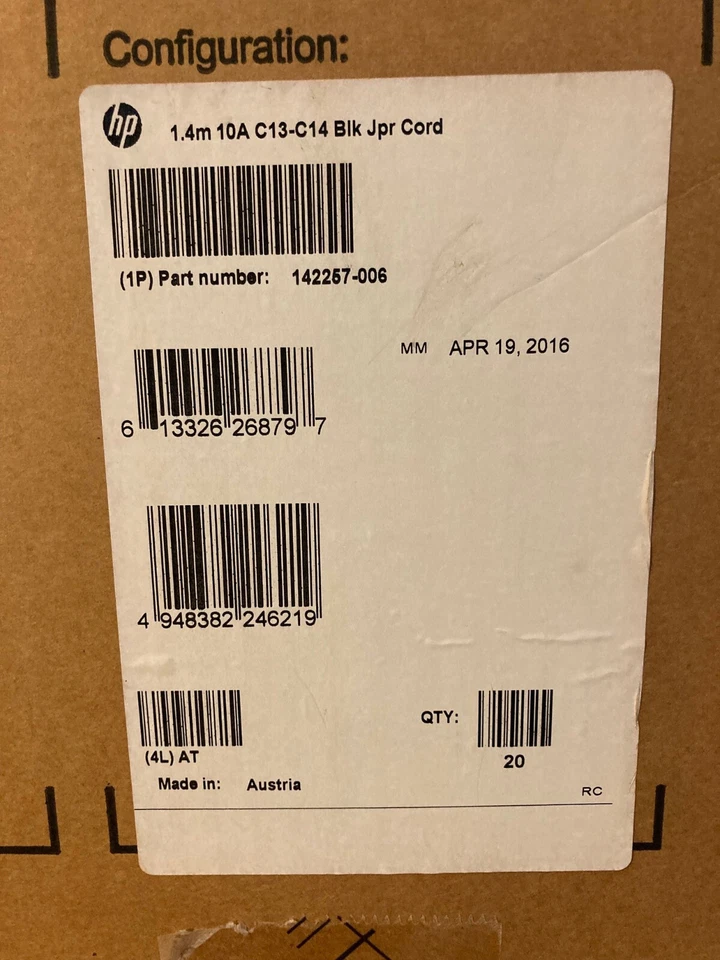 Configuration:
hp
1.4m 10A C13-C14 Blk Jpr Cord
(1P) Part number: 142257-006
MM APR 19, 2016
6 13326 26879 7
4 948382 246219
QTY:
20
(4L) AT
Made in: Austria
RC